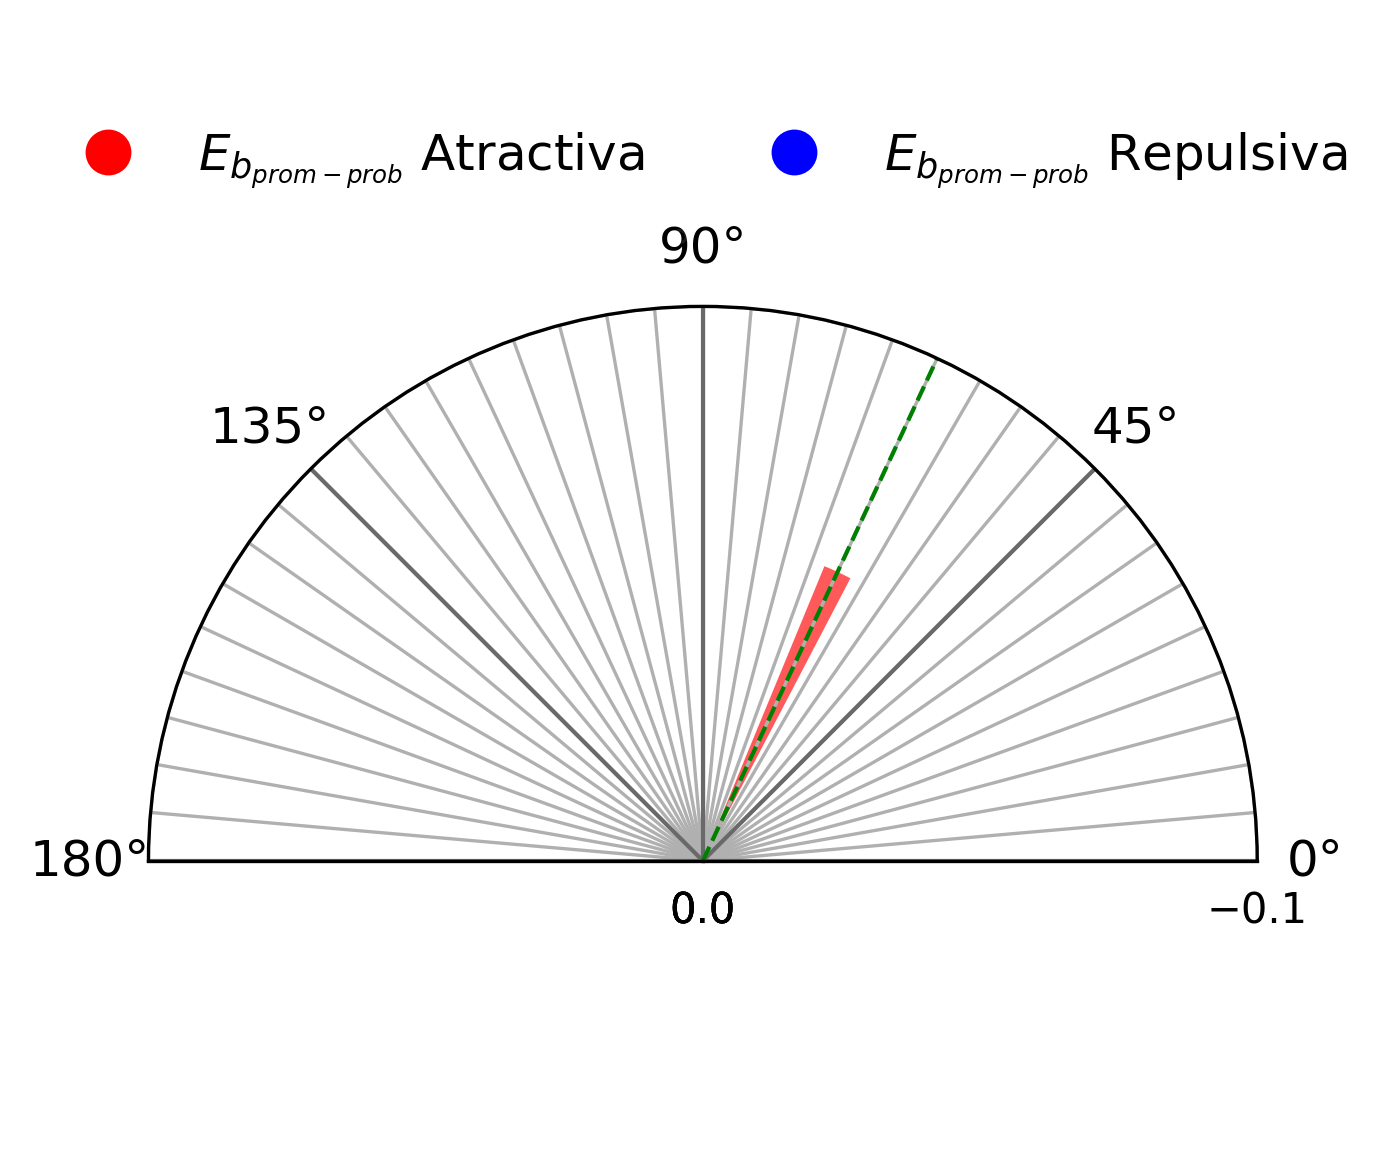 E_{b_{prom-prob}} Atractiva E_{b_{prom-prob}} Repulsiva
90°
135° 45°
180° 0°
0.0 −0.1